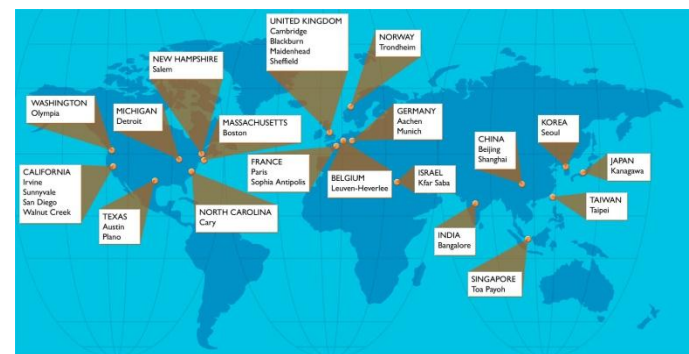 UNITED KINGDOM
Cambridge
Blackburn
Maidenhead
Sheffield
NORWAY
Trondheim
NEW HAMPSHIRE
Salem
WASHINGTON
Olympia
MICHIGAN
Detroit
MASSACHUSETTS
Boston
GERMANY
Aachen
Munich
CHINA
Beijing
Shanghai
KOREA
Seoul
JAPAN
Kanagawa
CALIFORNIA
Irvine
Sunnyvale
San Diego
Walnut Creek
FRANCE
Paris
Sophia Antipolis
BELGIUM
Leuven-Heverlee
ISRAEL
Kfar Saba
TEXAS
Austin
Plano
NORTH CAROLINA
Cary
INDIA
Bangalore
TAIWAN
Taipei
SINGAPORE
Toa Payoh